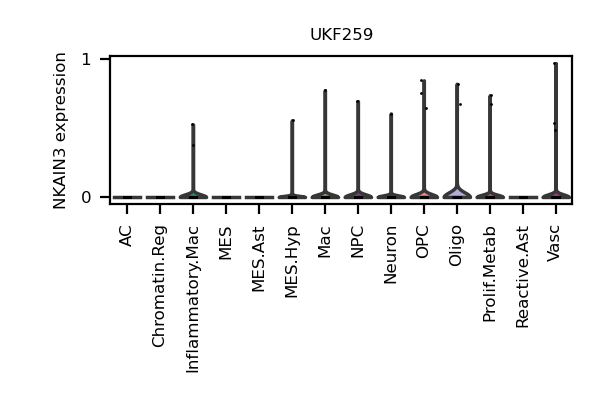 UKF259
NKAIN3 expression
1
0
AC
Chromatin.Reg
Inflammatory.Mac
MES
MES.Ast
MES.Hyp
Mac
NPC
Neuron
OPC
Oligo
Prolif.Metab
Reactive.Ast
Vasc